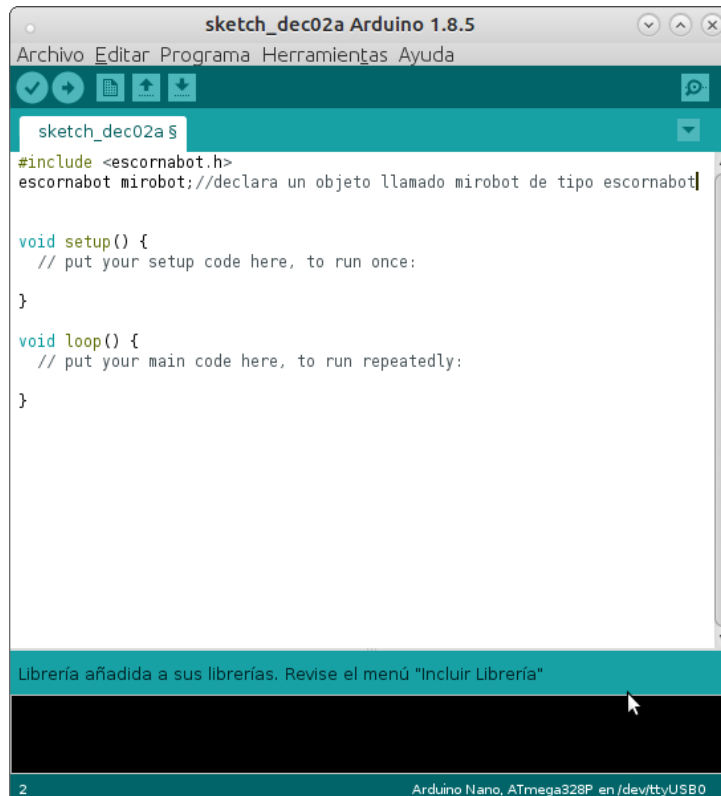 sketch_dec02a Arduino 1.8.5
Archivo Editar Programa Herramientas Ayuda
sketch_dec02a §
#include <escornabot.h>
escornabot mirobot;//declara un objeto llamado mirobot de tipo escornabot
void setup() {
// put your setup code here, to run once:
}
void loop() {
// put your main code here, to run repeatedly:
}
Librería añadida a sus librerías. Revise el menú "Incluir Librería"
2 Arduino Nano, ATmega328P en /dev/ttyUSB0